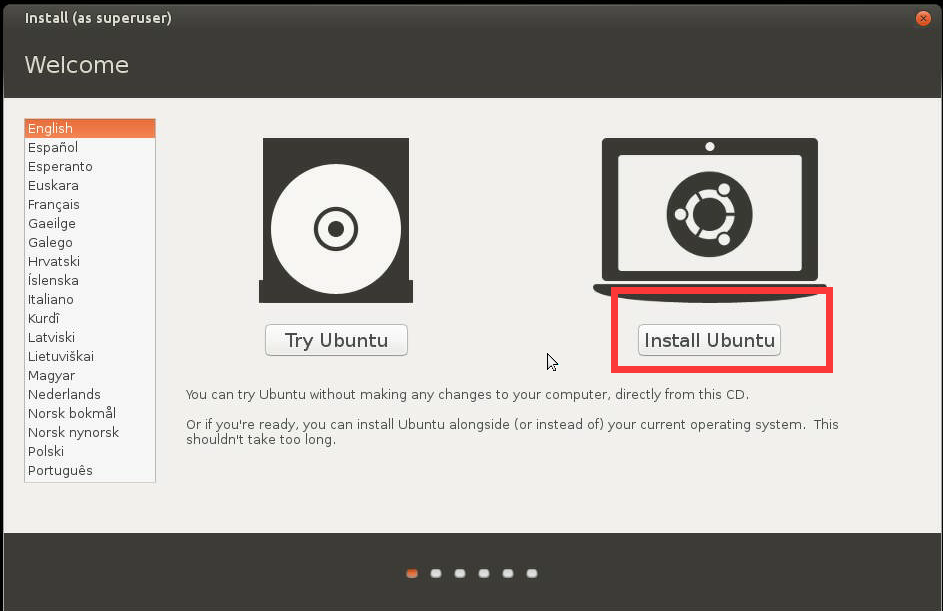 Install (as superuser)
Welcome
English
Español
Esperanto
Euskara
Français
Gaeilge
Galego
Hrvatski
Íslenska
Italiano
Kurdî
Latviski
Lietuviškai
Magyar
Nederlands
Norsk bokmål
Norsk nynorsk
Polski
Português
Try Ubuntu
Install Ubuntu
You can try Ubuntu without making any changes to your computer, directly from this CD.
Or if you're ready, you can install Ubuntu alongside (or instead of) your current operating system.  This
shouldn't take too long.